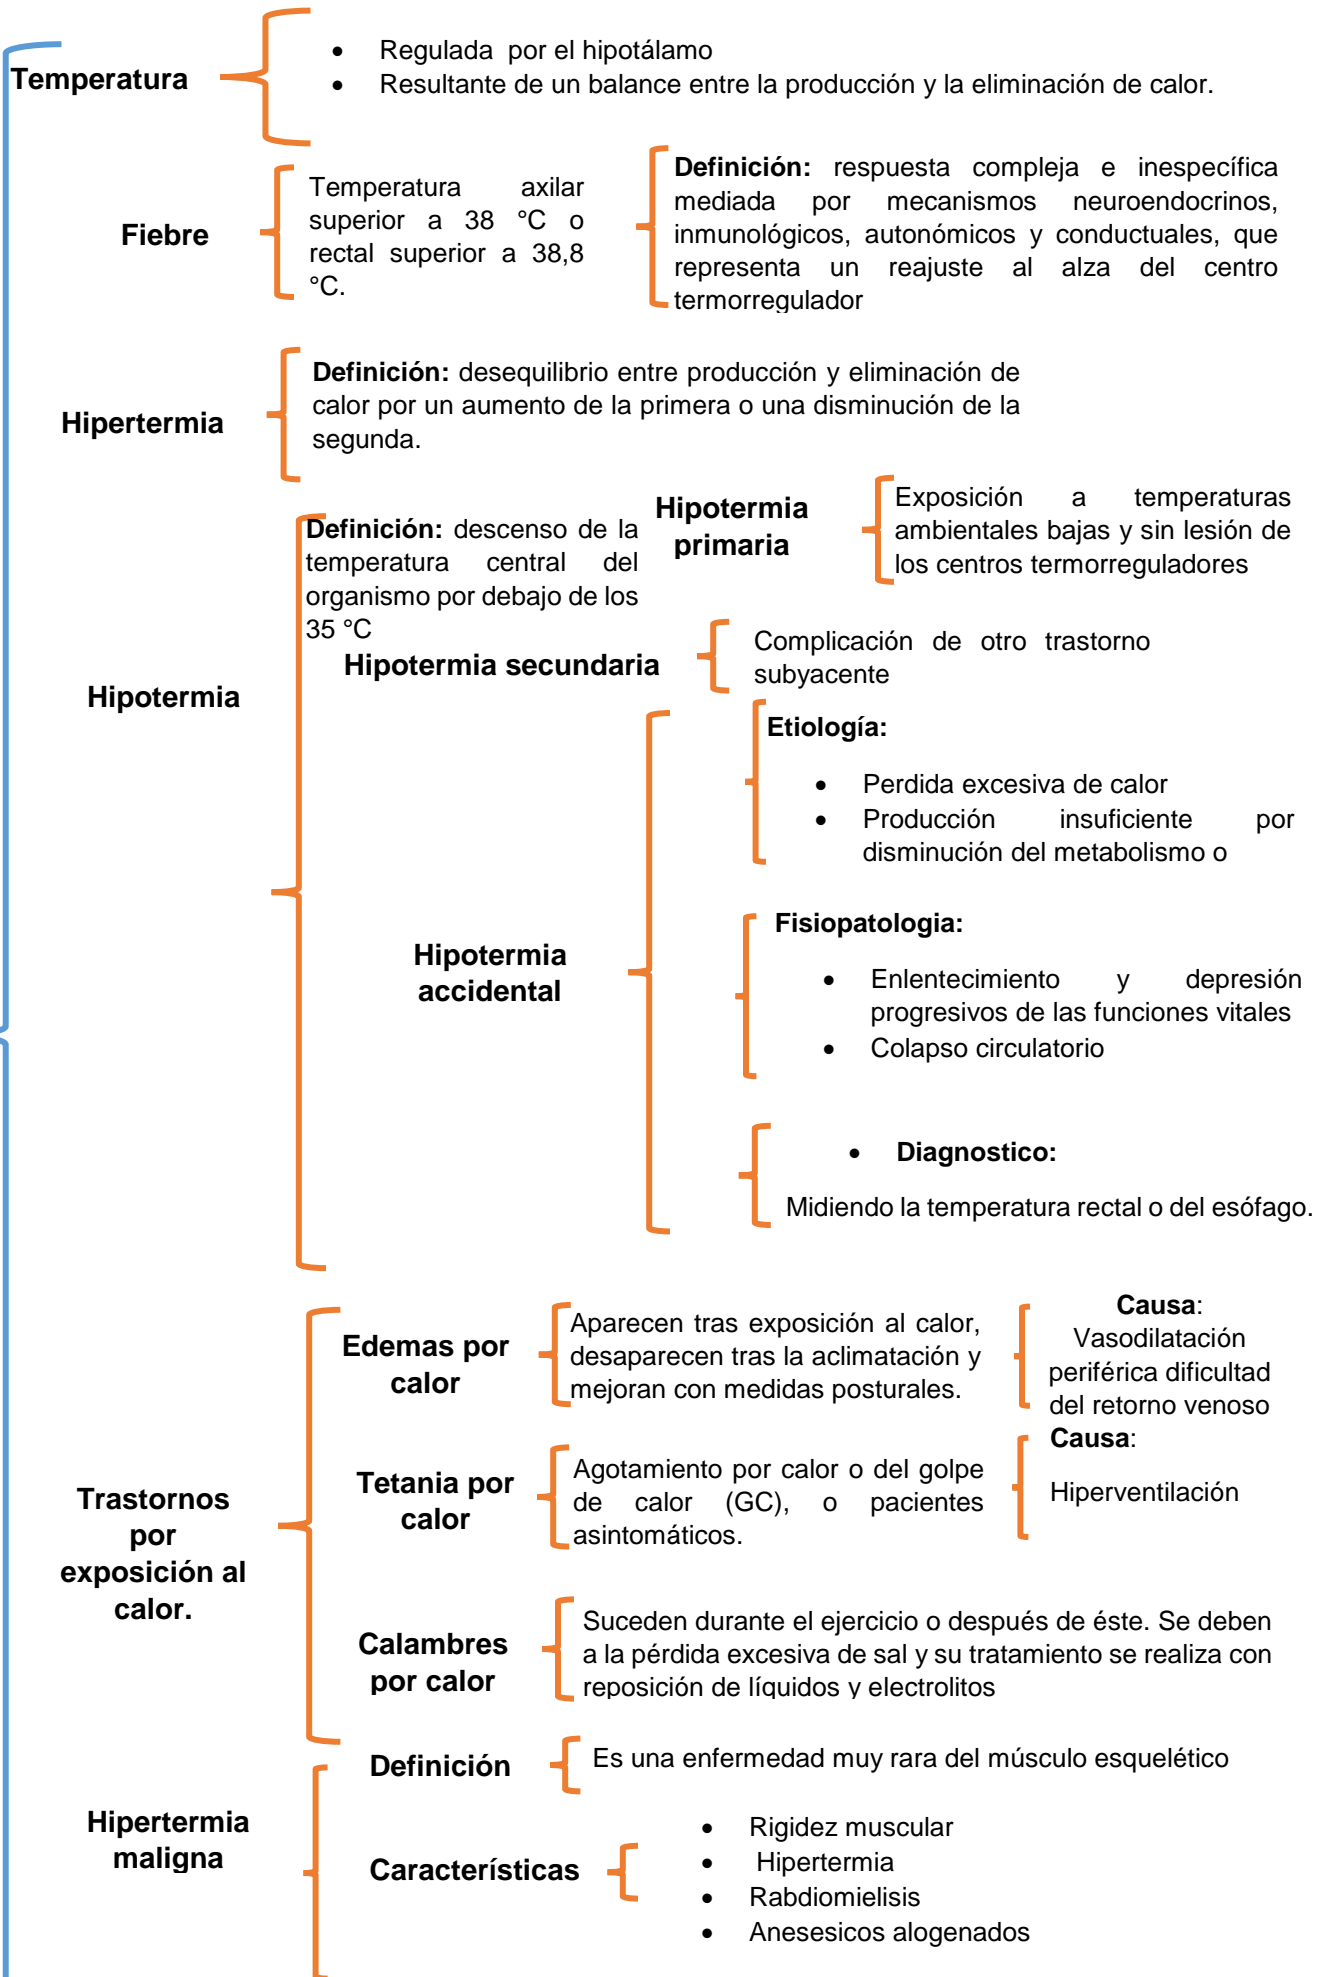 Temperatura
• Regulada por el hipotálamo
• Resultante de un balance entre la producción y la eliminación de calor.
Fiebre
Temperatura axilar
superior a 38 °C o
rectal superior a 38,8
°C.
Definición: respuesta compleja e inespecífica
mediada por mecanismos neuroendocrinos,
inmunológicos, autonómicos y conductuales, que
representa un reajuste al alza del centro
termorregulador
Hipertermia
Definición: desequilibrio entre producción y eliminación de
calor por un aumento de la primera o una disminución de la
segunda.
Hipotermia
Definición: descenso de la
temperatura central del
organismo por debajo de los
35 °C
Hipotermia
primaria
Exposición a temperaturas
ambientales bajas y sin lesión de
los centros termorreguladores
Hipotermia secundaria
Complicación de otro trastorno
subyacente
Hipotermia
accidental
Etiología:
• Perdida excesiva de calor
• Producción insuficiente por
disminución del metabolismo o
Fisiopatologia:
• Enlentecimiento y depresión
progresivos de las funciones vitales
• Colapso circulatorio
• Diagnostico:
Midiendo la temperatura rectal o del esófago.
Trastornos
por
exposición al
calor.
Edemas por
calor
Aparecen tras exposición al calor,
desaparecen tras la aclimatación y
mejoran con medidas posturales.
Causa:
Vasodilatación
periférica dificultad
del retorno venoso
Tetania por
calor
Agotamiento por calor o del golpe
de calor (GC), o pacientes
asintomáticos.
Causa:
Hiperventilación
Calambres
por calor
Suceden durante el ejercicio o después de éste. Se deben
a la pérdida excesiva de sal y su tratamiento se realiza con
reposición de líquidos y electrolitos
Hipertermia
maligna
Definición
Es una enfermedad muy rara del músculo esquelético
Características
• Rigidez muscular
• Hipertermia
• Rabdiomielisis
• Anesesicos alogenados